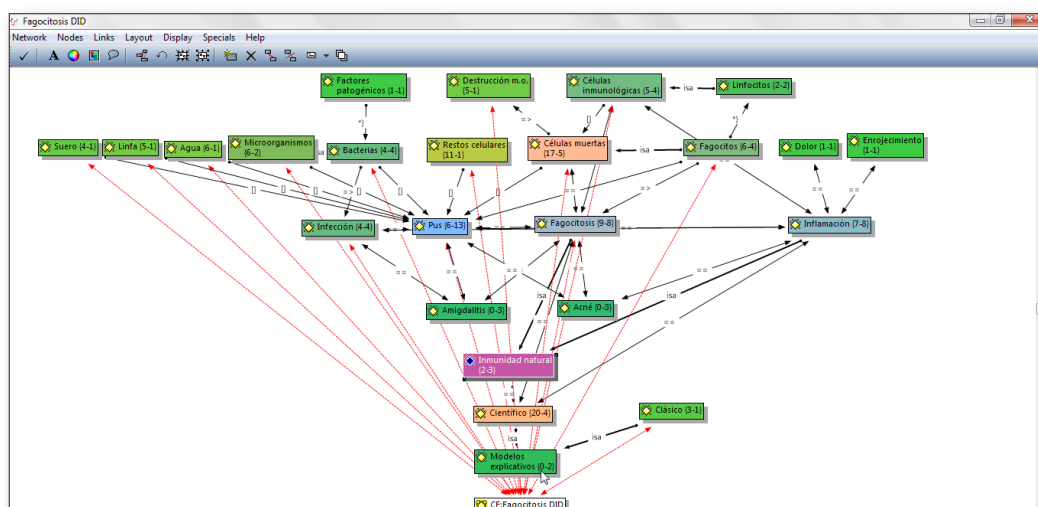 Fagocitosis DID
Network Nodes Links Layout Display Specials Help
Factores
patogénicos {1-1}
Destrucción m.o.
{5-1}
Células
inmunológicas {5-4}
isa
Linfocitos {2-2}
*}
[]
=>
*}
Suero {4-1}
Linfa {5-1}
Agua {6-1}
Microorganismos
{6-2}
Bacterias {4-4}
Restos celulares
{11-1}
Células muertas
{17-5}
isa
Fagocitos {6-4}
Dolor {1-1}
Enrojecimiento
{1-1}
[]
[]
[]
[]
=>
[]
[]
[]
==
=>
==
==
Infección {4-4}
==
Pus {6-13}
==
Fagocitosis {9-8}
==
Inflamación {7-8}
==
==
==
==
==
Amigdalitis {0-3}
isa
==
Acné {0-3}
isa
==
Inmunidad natural
{2-3}
==
Científico {20-4}
isa
Clásico {3-1}
isa
Modelos
explicativos {0-2}
CF:Fagocitosis DID